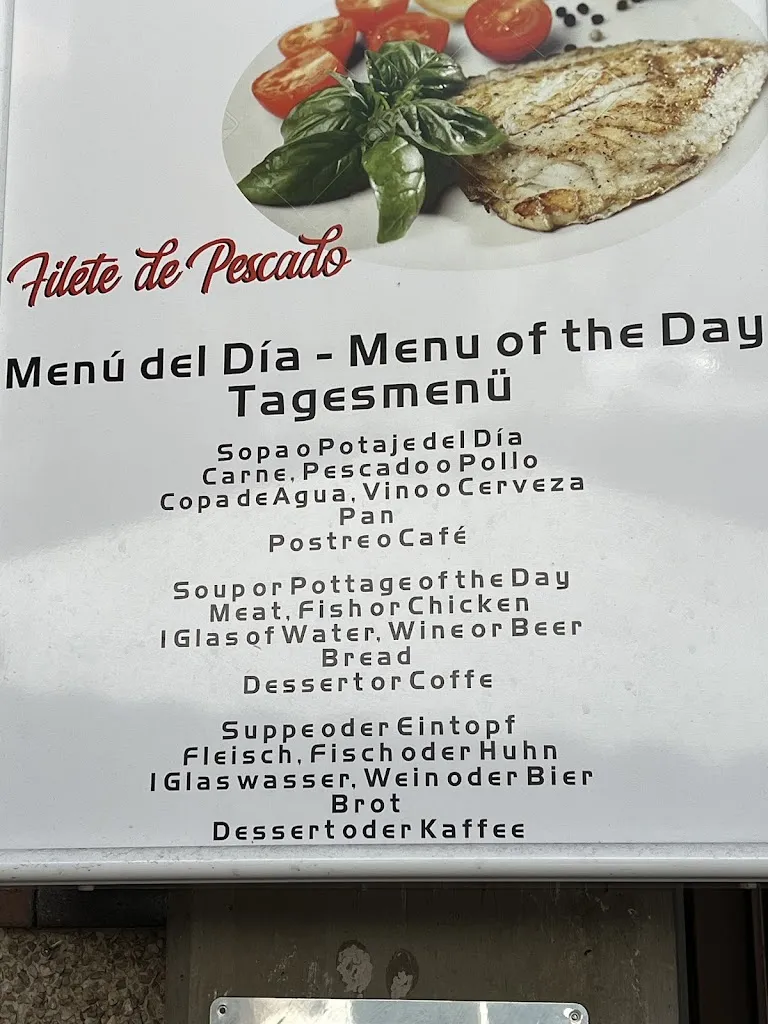 Filete de Pescado
Menú del Día - Menu of the Day
Tagesmenü
Sopa o Potaje del Día
Carne, Pescado o Pollo
Copa de Agua, Vino o Cerveza
Pan
Postre o Café
Soup or Pottage of the Day
Meat, Fish or Chicken
1 Glas of Water, Wine or Beer
Bread
Dessert or Coffe
Suppe oder Eintopf
Fleisch, Fisch oder Huhn
1 Glas wasser, Wein oder Bier
Brot
Dessert oder Kaffee